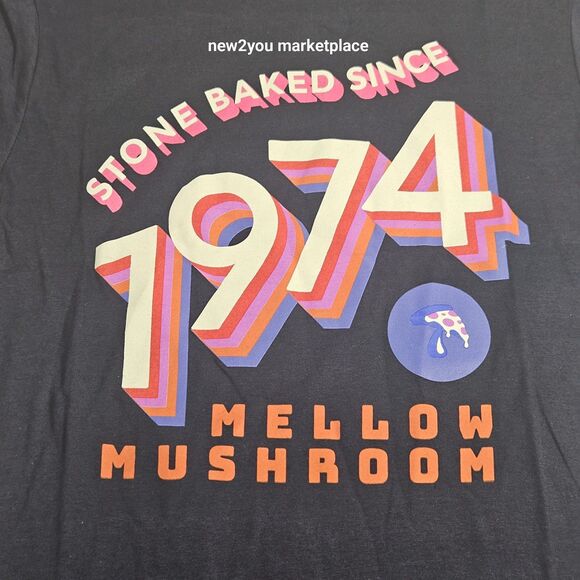 new2you marketplace
STONE BAKED SINCE
1974
MELLOW
MUSHROOM